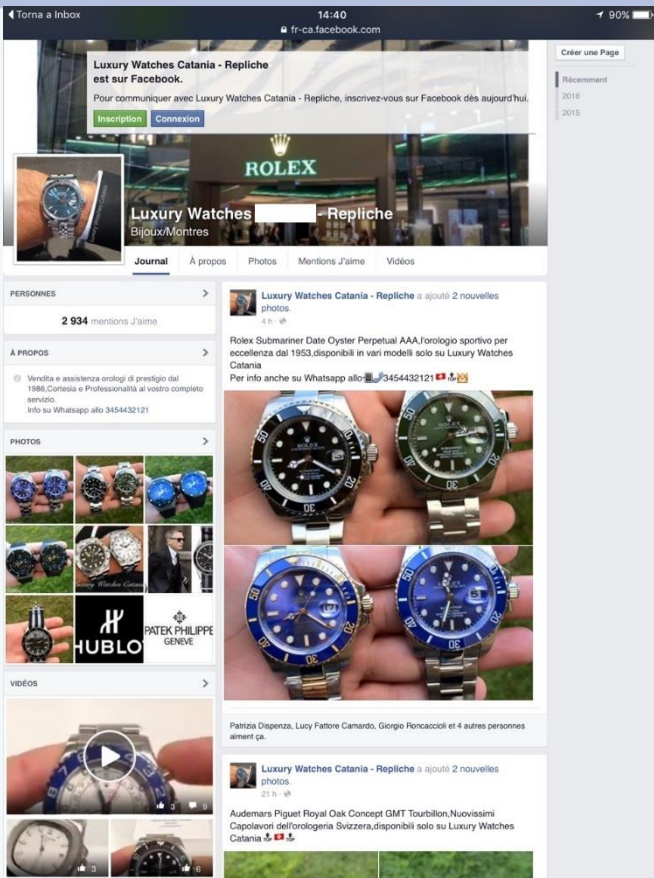 Torna a Inbox
14:40
90%
fr-ca.facebook.com
Luxury Watches Catania - Repliche
est sur Facebook.
Pour communiquer avec Luxury Watches Catania - Repliche, inscrivez-vous sur Facebook dès aujourd'hui.
Inscription Connexion
Créer une Page
Récemment
2016
2015
ROLEX
Luxury Watches - Repliche
Bijoux/Montres
Journal À propos Photos Mentions J'aime Vidéos
PERSONNES
2 934 mentions J'aime
À PROPOS
Vendita e assistenza orologi di prestigio dal
1986,Cortesia e Professionalità al vostro completo
servizio.
Info su Whatsapp allo 3454432121
PHOTOS
HUBLO
PATEK PHILIPPE
GENEVE
VIDÉOS
3 9
3
6
Luxury Watches Catania - Repliche a ajouté 2 nouvelles
photos.
4 h
Rolex Submariner Date Oyster Perpetual AAA,l'orologio sportivo per
eccellenza dal 1953,disponibili in vari modelli solo su Luxury Watches
Catania
Per info anche su Whatsapp allo 3454432121
Patrizia Dispenza, Lucy Fattore Camardo, Giorgio Roncaccioli et 4 autres personnes
aiment ça.
Luxury Watches Catania - Repliche a ajouté 2 nouvelles
photos.
21 h
Audemars Piguet Royal Oak Concept GMT Tourbillon,Nuovissimi
Capolavori dell'orologeria Svizzera,disponibili solo su Luxury Watches
Catania